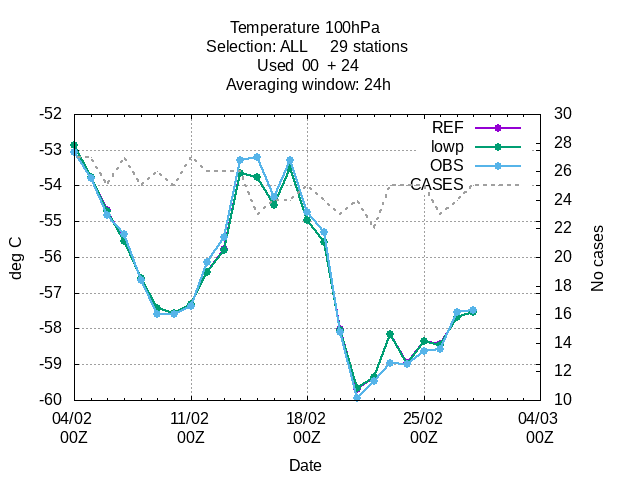 Temperature 100hPa
Selection: ALL     29 stations
Used  00  + 24
Averaging window: 24h
-52
-53
-54
-55
-56
-57
-58
-59
-60
30
28
26
24
22
20
18
16
14
12
10
REF
lowp
OBS
CASES
deg C
No cases
04/02 11/02 18/02 25/02 04/03
00Z 00Z 00Z 00Z 00Z
Date